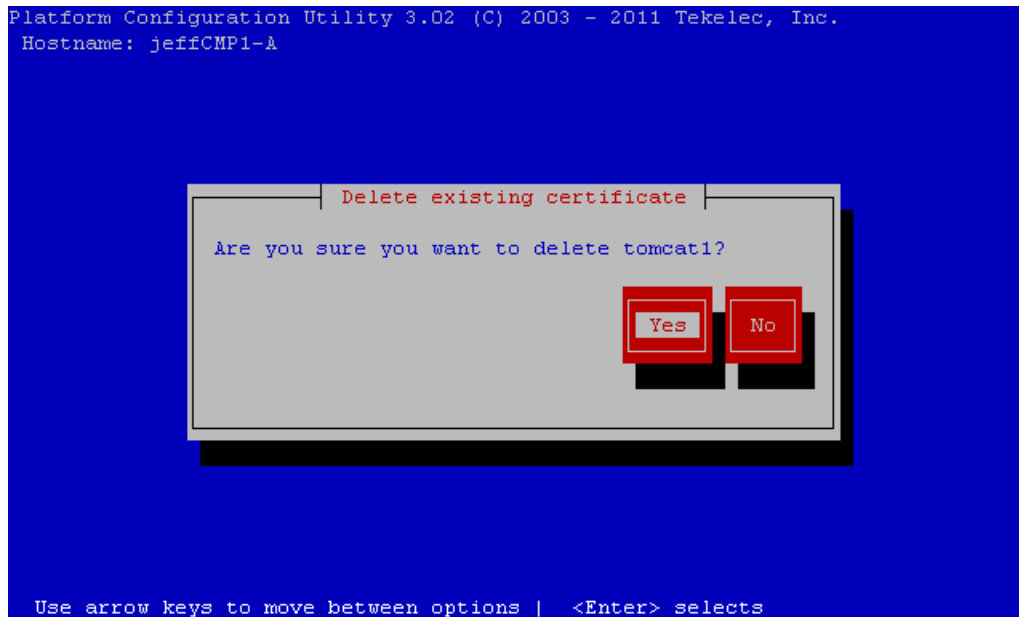 Platform Configuration Utility 3.02 (C) 2003 - 2011 Tekelec, Inc.
Hostname: jeffCMP1-A
Delete existing certificate
Are you sure you want to delete tomcat1?
Yes No
Use arrow keys to move between options | <Enter> selects